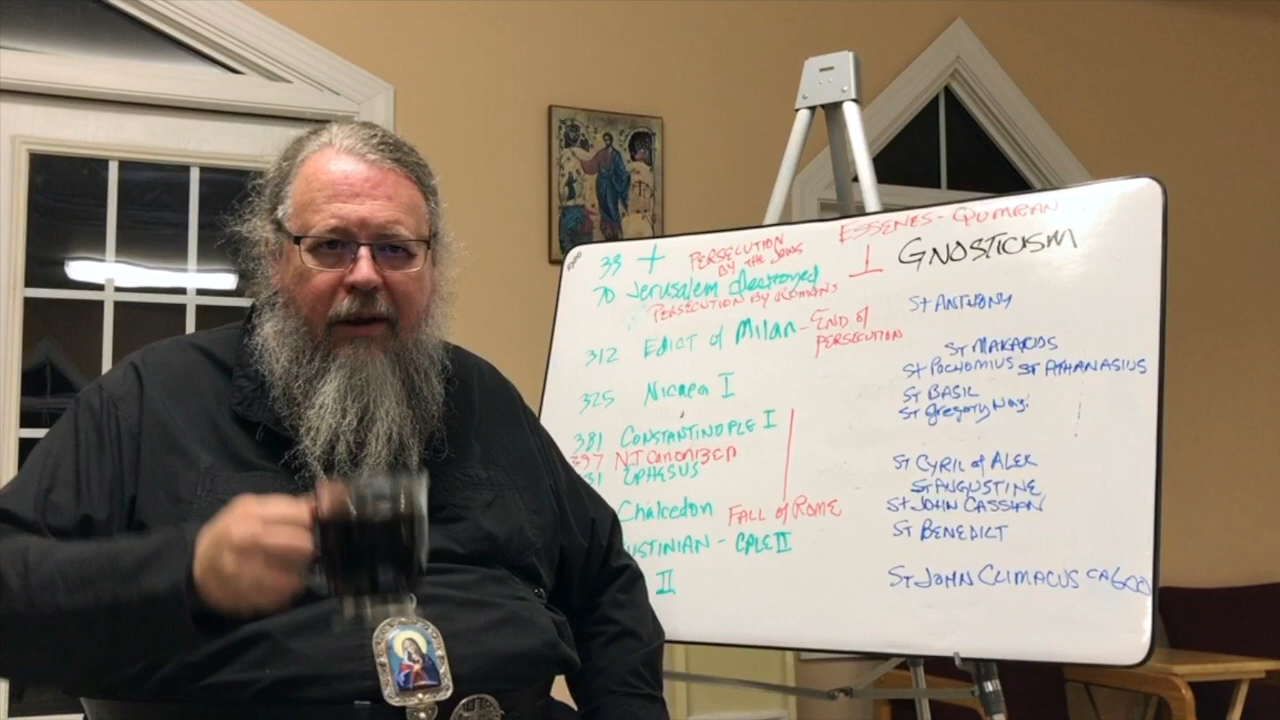 ESSENES - QUMRAN
33 + PERSECUTION
BY THE JEWS
⊥ GNOSTICISM
70 Jerusalem destroyed
PERSECUTION BY ROMANS
ST ANTHONY
312 EDICT of Milan - END of
PERSECUTION
ST MAKARIOS
ST POCHOMIUS ST ATHANASIUS
325 Nicaea I
ST BASIL
ST Gregory Naz.
381 CONSTANTINOPLE I
397 NT CANONIZED
31 EPHESUS
ST CYRIL of ALEX
ST AUGUSTINE
Chalcedon FALL of ROME
ST JOHN CASSIAN
USTINIAN - CPLE II
ST BENEDICT
II
ST JOHN CLIMACUS CA 600